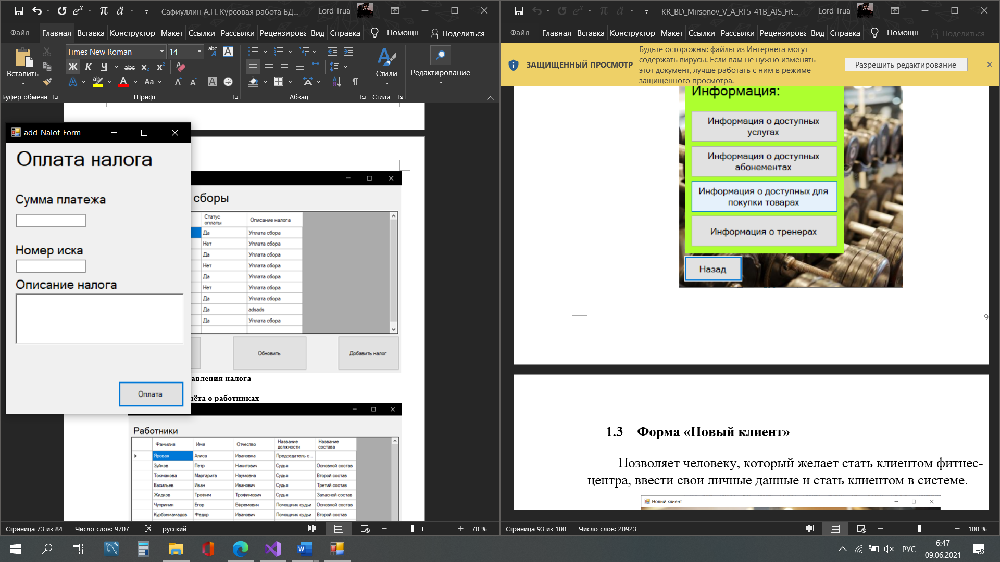 Сафиуллин А.П. Курсовая работа БД...
Lord Trua
Файл
Главная
Вставка
Конструктор
Макет
Ссылки
Рассылки
Рецензирова
Вид
Справка
Помощн
Поделиться
Вставить
Буфер обмена
Times New Roman
14
Ж К Ч abc x₂ x²
Шрифт
Абзац
Стили
Стили
Редактирование
add_Nalof_Form
Оплата налога
Сумма платежа
Номер иска
Описание налога
Оплата
сборы
Статус оплаты Описание налога
Да Уплата сбора
Нет Уплата сбора
Да Уплата сбора
Нет Уплата сбора
Да Уплата сбора
Нет Уплата сбора
Да Уплата сбора
Да adsads
Да Уплата сбора
Обновить
Добавить налог
авления налога
чёта о работниках
Работники
Фамилия Имя Отчество Название должности Название состава
Яровая Алиса Ивановна Председатель с...
Зуйков Петр Никитович Судья Основной состав
Токмакова Маргарита Наумовна Судья Второй состав
Васильев Иван Иванович Судья Третий состав
Жидков Трофим Трофимович Судья Запасной состав
Чупринин Егор Ефремович Помощник судьи Основной состав
Курбонмамадов Федор Иванович Помощник судьи Второй состав
Страница 73 из 84
Число слов: 9707
русский
70 %
KR_BD_Mirsonov_V_A_RT5-41B_AIS_Fit...
Lord Trua
Файл
Главная
Вставка
Конструктор
Макет
Ссылки
Рассылки
Рецензирова
Вид
Справка
Помощн
Поделиться
ЗАЩИЩЕННЫЙ ПРОСМОТР
Будьте осторожны: файлы из Интернета могут
содержать вирусы. Если вам не нужно изменять
этот документ, лучше работать с ним в режиме
защищенного просмотра.
Разрешить редактирование
Информация:
Информация о доступных
услугах
Информация о доступных
абонементах
Информация о доступных для
покупки товарах
Информация о тренерах
Назад
9
1.3 Форма «Новый клиент»
Позволяет человеку, который желает стать клиентом фитнес-
центра, ввести свои личные данные и стать клиентом в системе.
Новый клиент
Страница 93 из 180
Число слов: 20923
100 %
РУС
6:47
09.06.2021